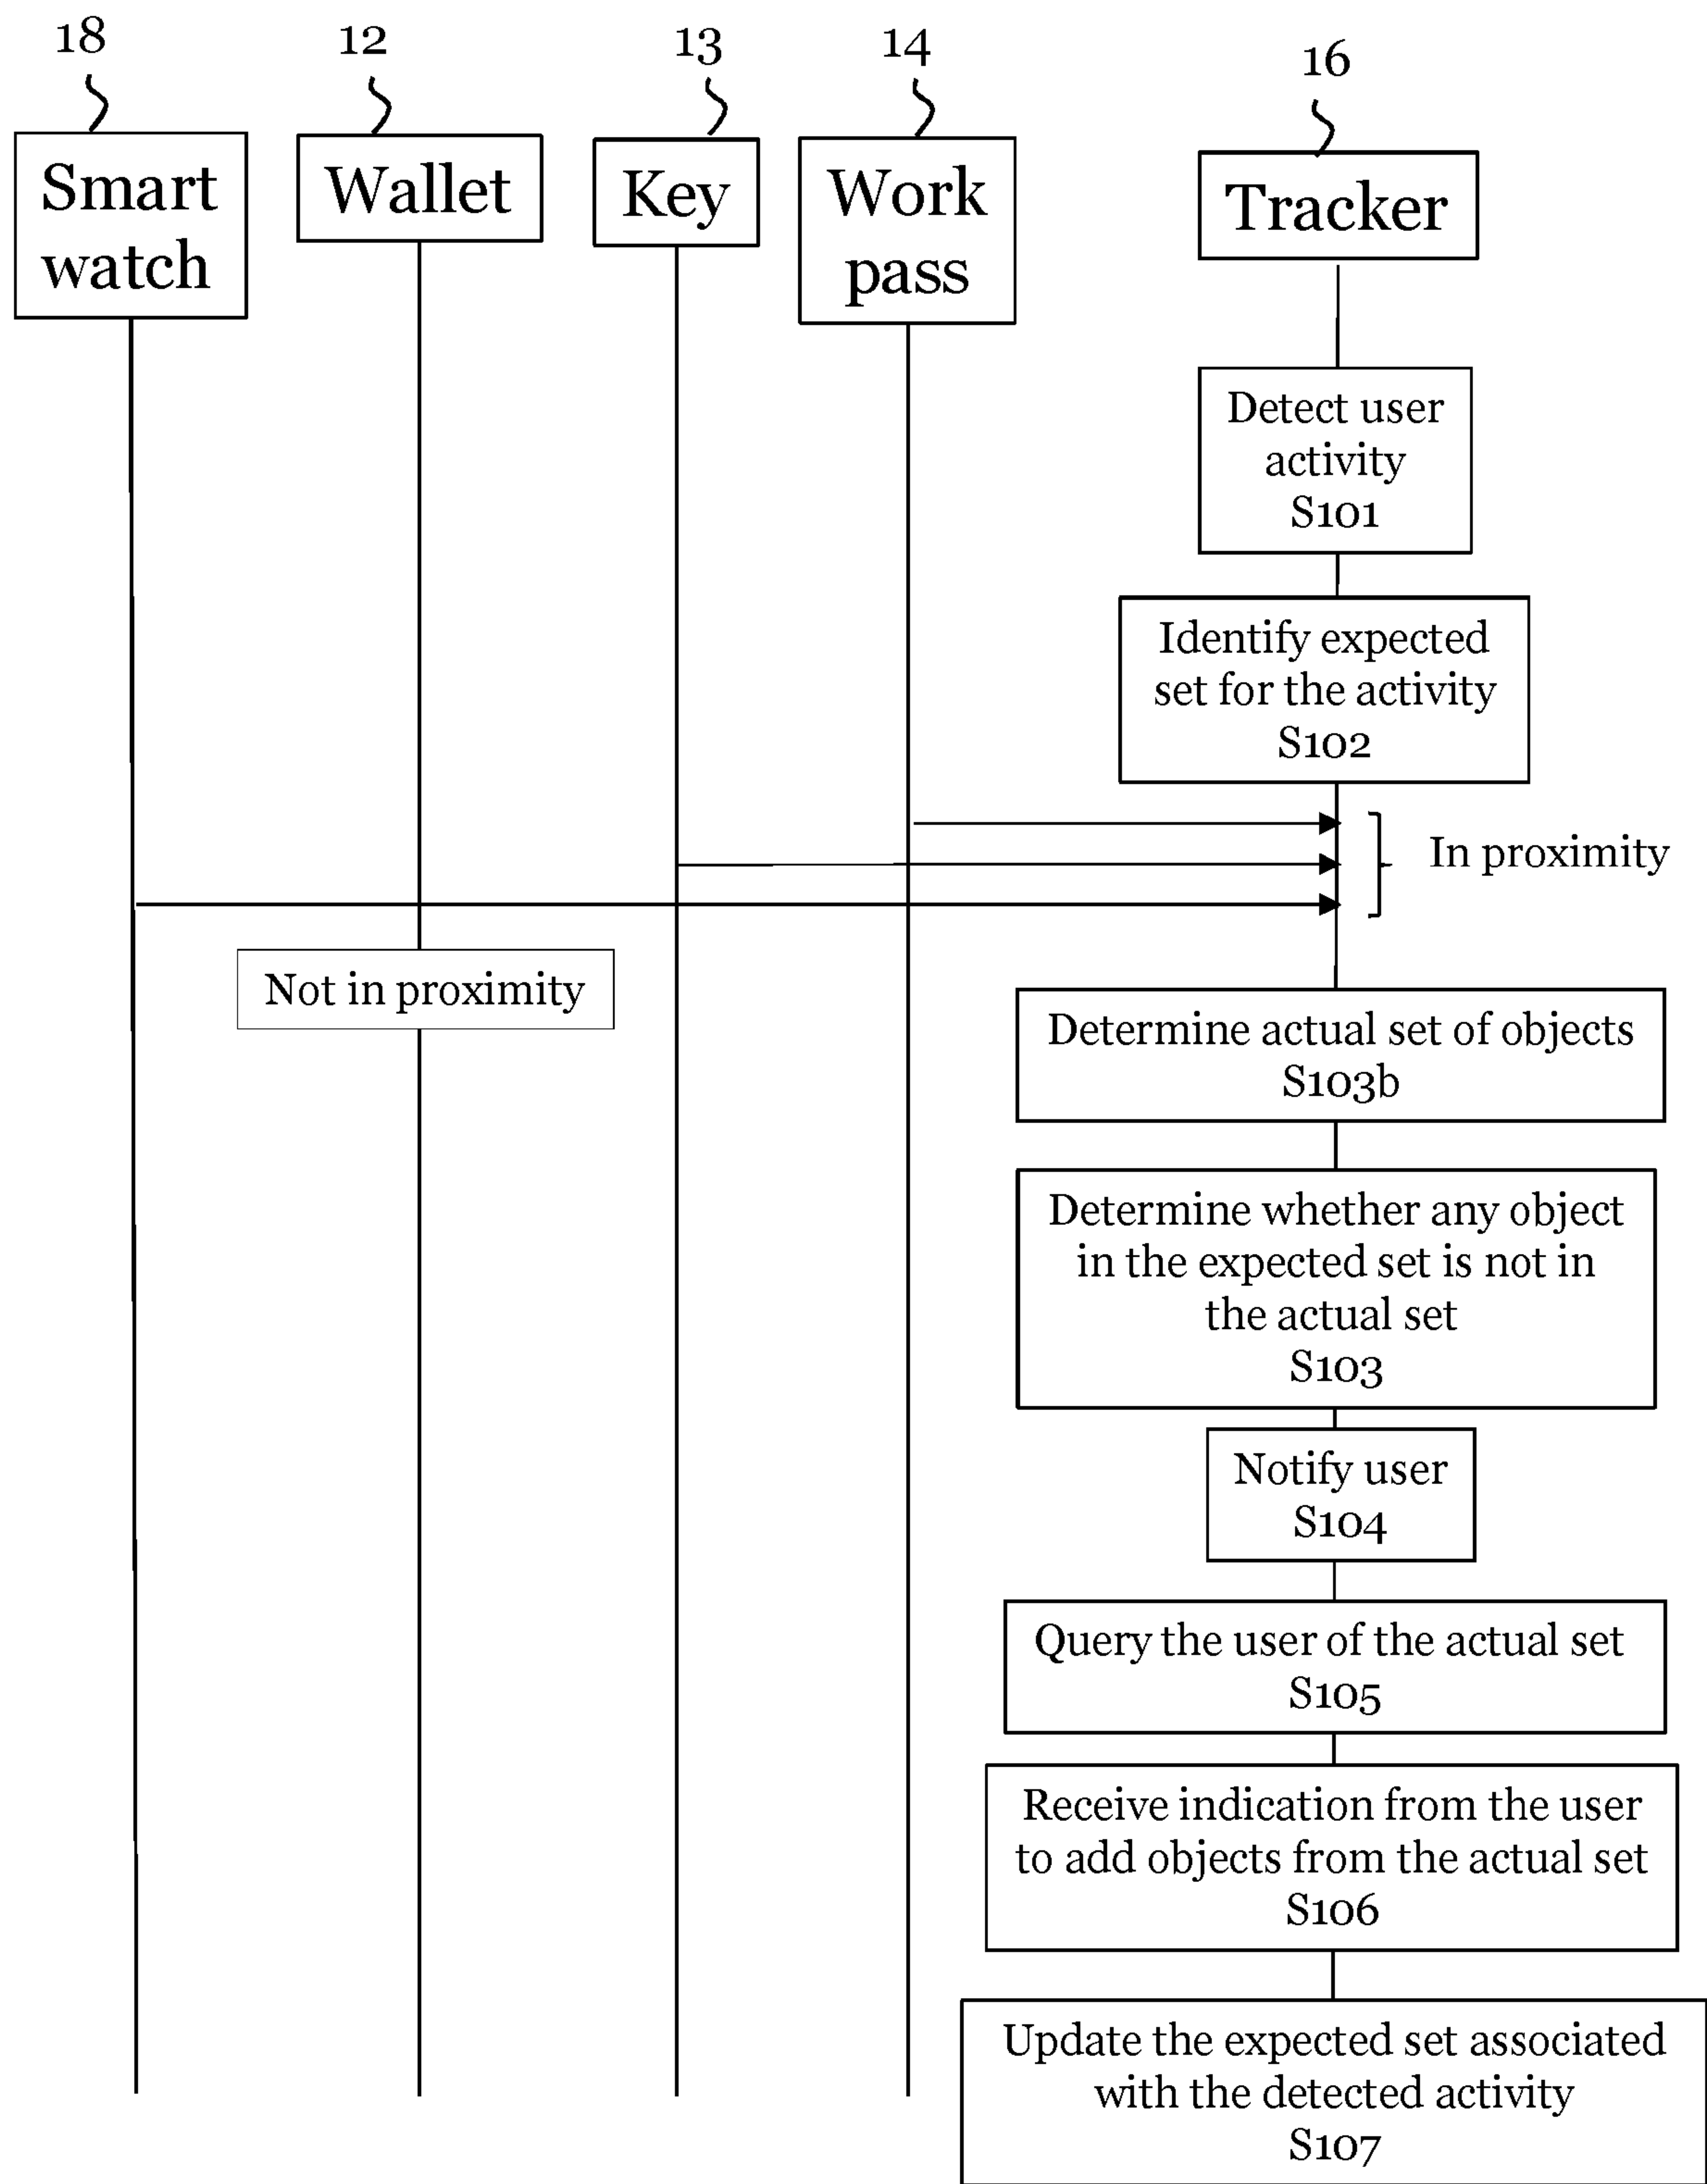 18
12
13
14
16
Smart
watch
Wallet
Key
Work
pass
Tracker
Detect user
activity
S101
Identify expected
set for the activity
S102
In proximity
Not in proximity
Determine actual set of objects
S103b
Determine whether any object
in the expected set is not in
the actual set
S103
Notify user
S104
Query the user of the actual set
S105
Receive indication from the user
to add objects from the actual set
S106
Update the expected set associated
with the detected activity
S107